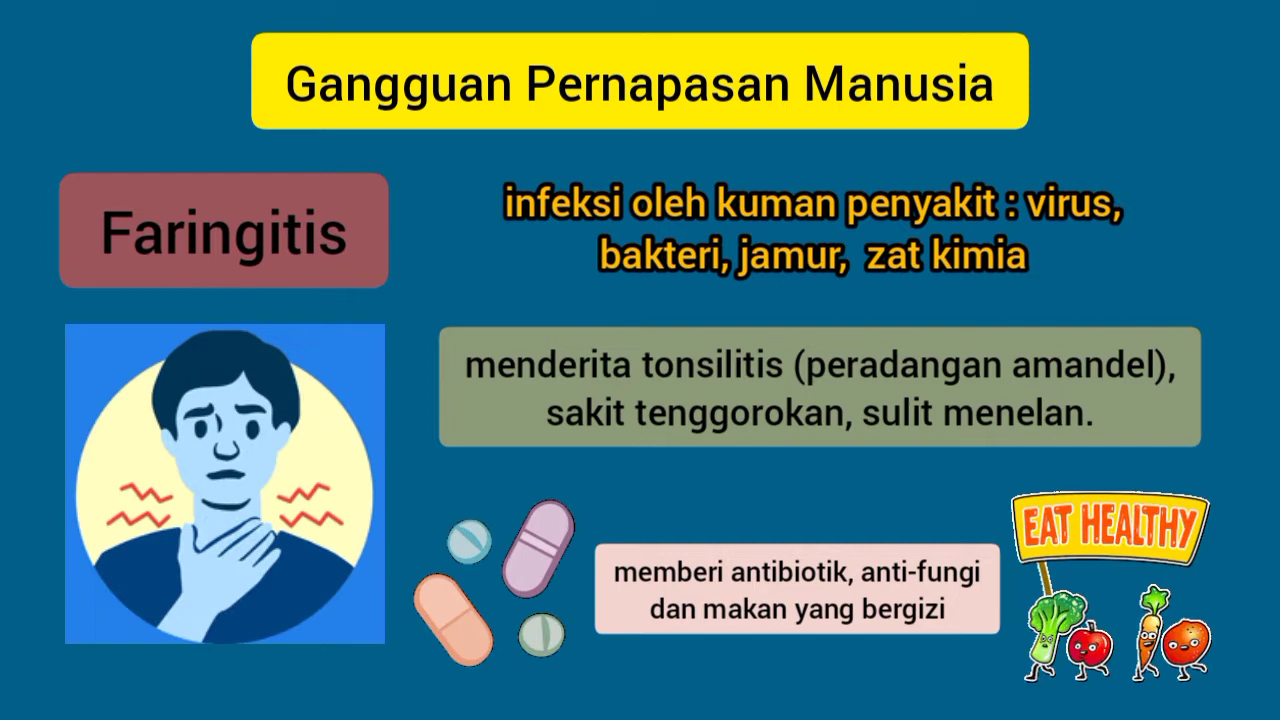 Gangguan Pernapasan Manusia
Faringitis
infeksi oleh kuman penyakit : virus,
bakteri, jamur, zat kimia
menderita tonsilitis (peradangan amandel),
sakit tenggorokan, sulit menelan.
EAT HEALTHY
memberi antibiotik, anti-fungi
dan makan yang bergizi